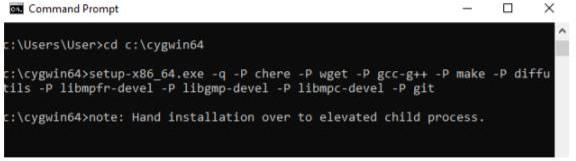 Command Prompt
c:\Users\User>cd c:\cygwin64
c:\cygwin64>setup-x86_64.exe -q -P chere -P wget -P gcc-g++ -P make -P diffu
tils -P libmpfr-devel -P libgmp-devel -P libmpc-devel -P git
c:\cygwin64>note: Hand installation over to elevated child process.